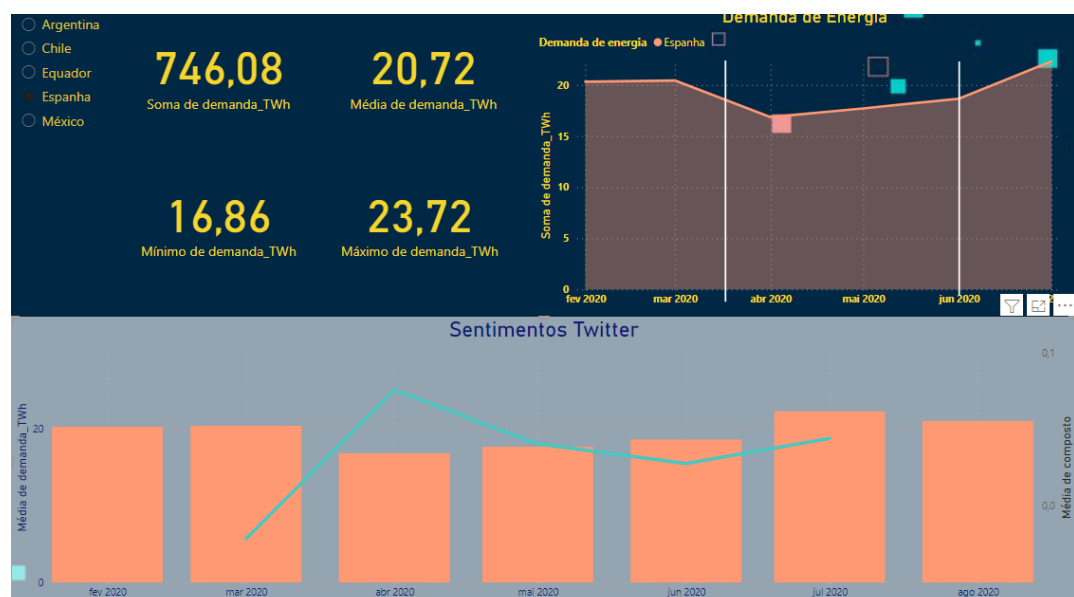 Argentina
Chile
Equador
Espanha
México
746,08
Soma de demanda_TWh
20,72
Média de demanda_TWh
16,86
Mínimo de demanda_TWh
23,72
Máximo de demanda_TWh
Demanda de Energia
Demanda de energia Espanha
Soma de demanda_TWh
20
15
10
5
0
fev 2020 mar 2020 abr 2020 mai 2020 jun 2020
Sentimentos Twitter
Média de demanda_TWh
20
0
0,1
0,0
Média de composto
fev 2020 mar 2020 abr 2020 mai 2020 jun 2020 jul 2020 ago 2020